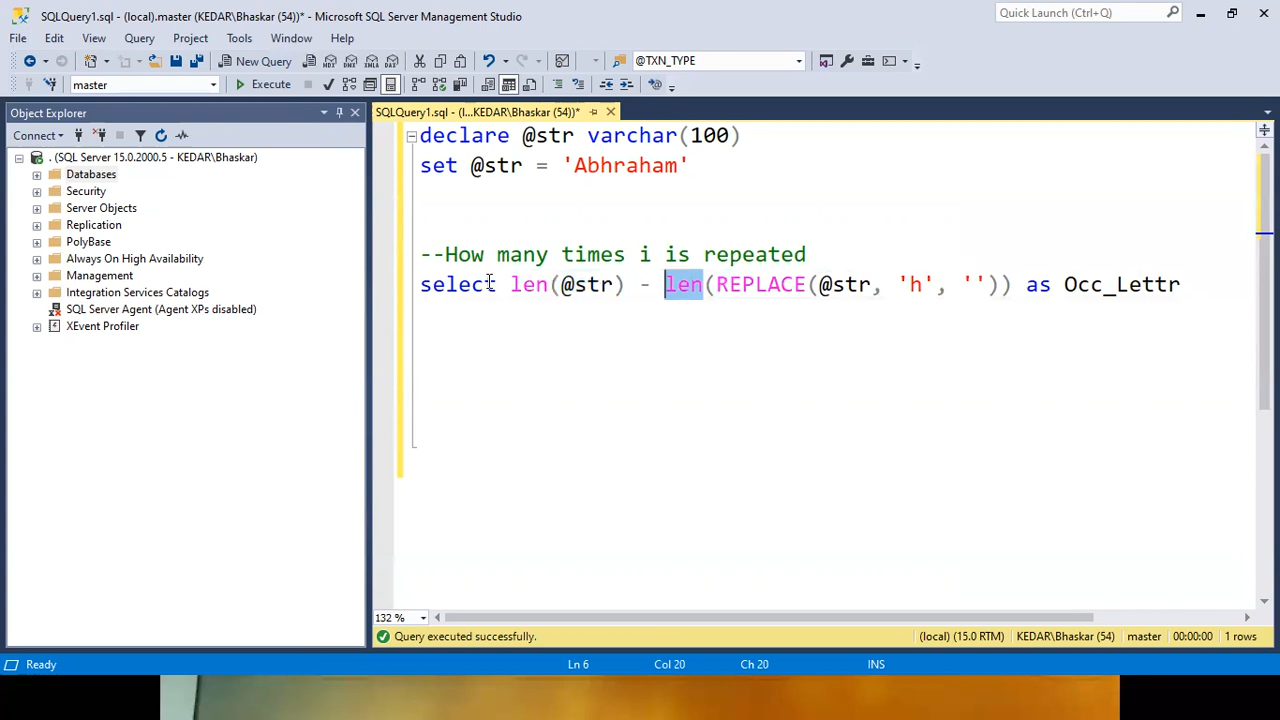 SQLQuery1.sql - (local).master (KEDAR\Bhaskar (54))* - Microsoft SQL Server Management Studio
Quick Launch (Ctrl+Q)
File Edit View Query Project Tools Window Help
New Query
@TXN_TYPE
master
Execute
Object Explorer
SQLQuery1.sql - (l...KEDAR\Bhaskar (54))*
Connect
. (SQL Server 15.0.2000.5 - KEDAR\Bhaskar)
Databases
Security
Server Objects
Replication
PolyBase
Always On High Availability
Management
Integration Services Catalogs
SQL Server Agent (Agent XPs disabled)
XEvent Profiler
declare @str varchar(100)
set @str = 'Abhraham'
--How many times i is repeated
select len(@str) - len(REPLACE(@str, 'h', '')) as Occ_Lettr
132 %
Query executed successfully.
(local) (15.0 RTM)
KEDAR\Bhaskar (54)
master
00:00:00
1 rows
Ready
Ln 6
Col 20
Ch 20
INS